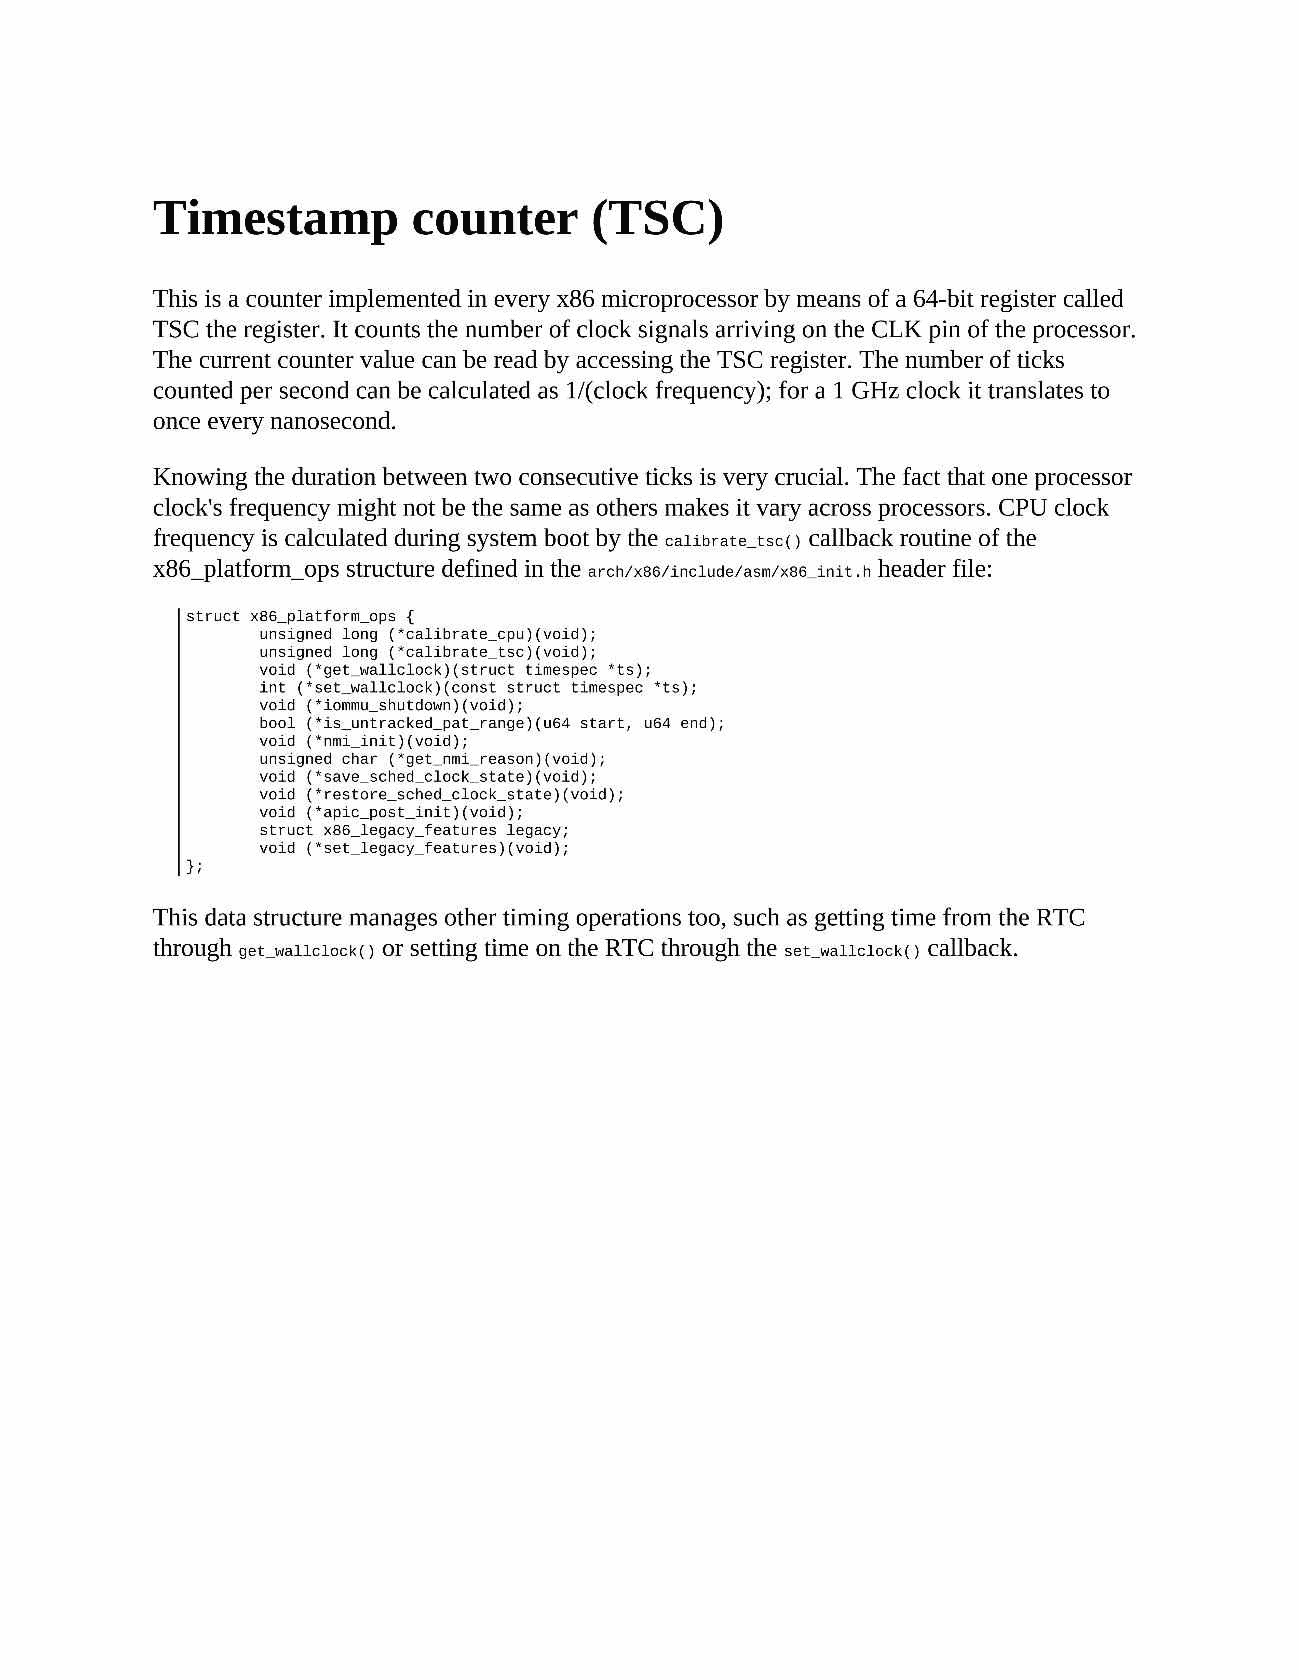 Timestamp counter (TSC)
This is a counter implemented in every x86 microprocessor by means of a 64-bit register called
TSC the register. It counts the number of clock signals arriving on the CLK pin of the processor.
The current counter value can be read by accessing the TSC register. The number of ticks
counted per second can be calculated as 1/(clock frequency); for a 1 GHz clock it translates to
once every nanosecond.
Knowing the duration between two consecutive ticks is very crucial. The fact that one processor
clock's frequency might not be the same as others makes it vary across processors. CPU clock
frequency is calculated during system boot by the calibrate_tsc() callback routine of the
x86_platform_ops structure defined in the arch/x86/include/asm/x86_init.h header file:
struct x86_platform_ops {
        unsigned long (*calibrate_cpu)(void);
        unsigned long (*calibrate_tsc)(void);
        void (*get_wallclock)(struct timespec *ts);
        int (*set_wallclock)(const struct timespec *ts);
        void (*iommu_shutdown)(void);
        bool (*is_untracked_pat_range)(u64 start, u64 end);
        void (*nmi_init)(void);
        unsigned char (*get_nmi_reason)(void);
        void (*save_sched_clock_state)(void);
        void (*restore_sched_clock_state)(void);
        void (*apic_post_init)(void);
        struct x86_legacy_features legacy;
        void (*set_legacy_features)(void);
};
This data structure manages other timing operations too, such as getting time from the RTC
through get_wallclock() or setting time on the RTC through the set_wallclock() callback.